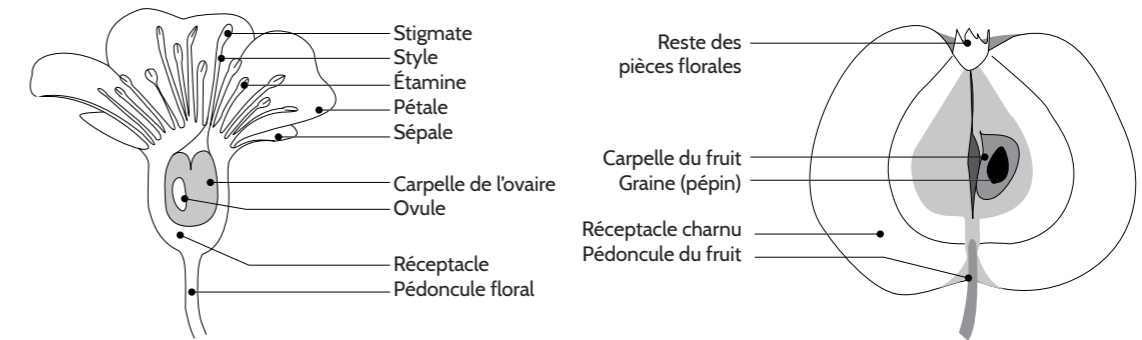 Stigmate
Style
Étamine
Pétale
Sépale
Carpelle de l’ovaire
Ovule
Réceptacle
Pédoncule floral
Reste des
pièces florales
Carpelle du fruit
Graine (pépin)
Réceptacle charnu
Pédoncule du fruit